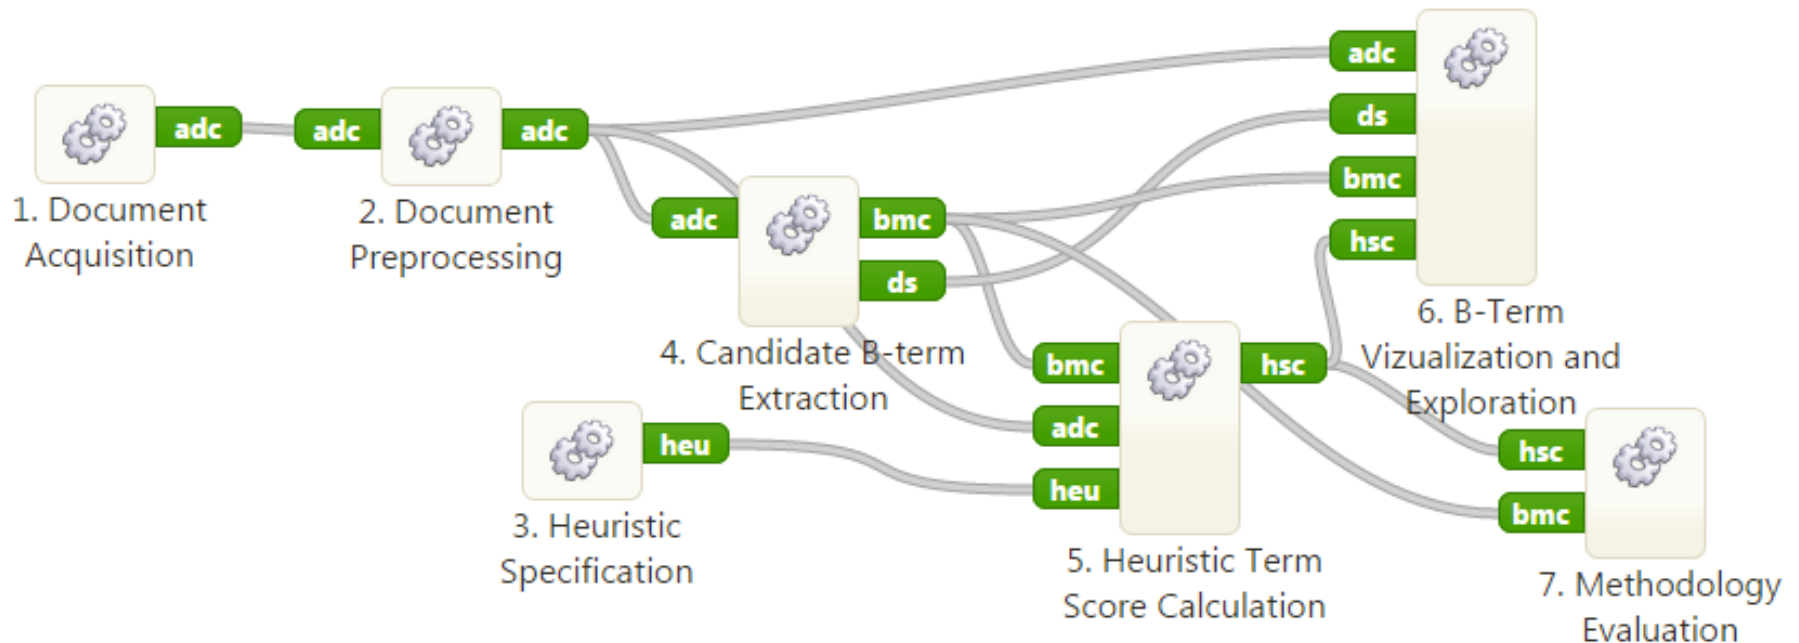 adc
1. Document
Acquisition
adc
adc
2. Document
Preprocessing
heu
3. Heuristic
Specification
adc
bmc
ds
4. Candidate B-term
Extraction
bmc
adc
heu
hsc
5. Heuristic Term
Score Calculation
adc
ds
bmc
hsc
6. B-Term
Vizualization and
Exploration
hsc
bmc
7. Methodology
Evaluation